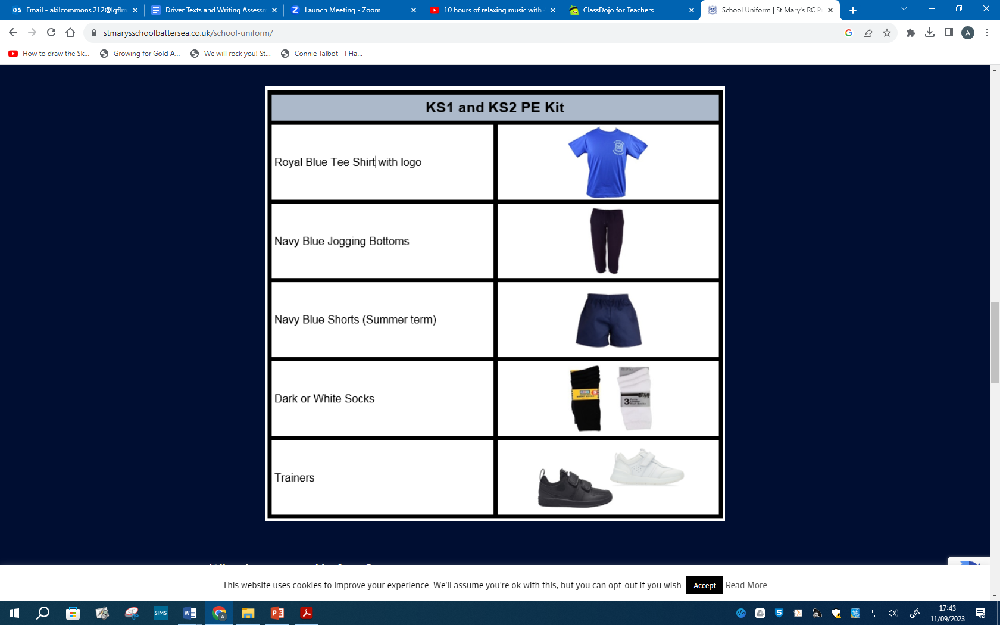 Email - akilcommons.212@lgflm
Driver Texts and Writing Assessm
Launch Meeting - Zoom
10 hours of relaxing music with
ClassDojo for Teachers
School Uniform | St Mary's RC P
stmarysschoolbattersea.co.uk/school-uniform/
A
How to draw the Sk...
Growing for Gold A...
We will rock you! St...
Connie Talbot - I Ha...
KS1 and KS2 PE Kit
Royal Blue Tee Shirt with logo
Navy Blue Jogging Bottoms
Navy Blue Shorts (Summer term)
Dark or White Socks
3
Trainers
This website uses cookies to improve your experience. We'll assume you're ok with this, but you can opt-out if you wish. Accept Read More
SIMS
17:43
11/09/2023